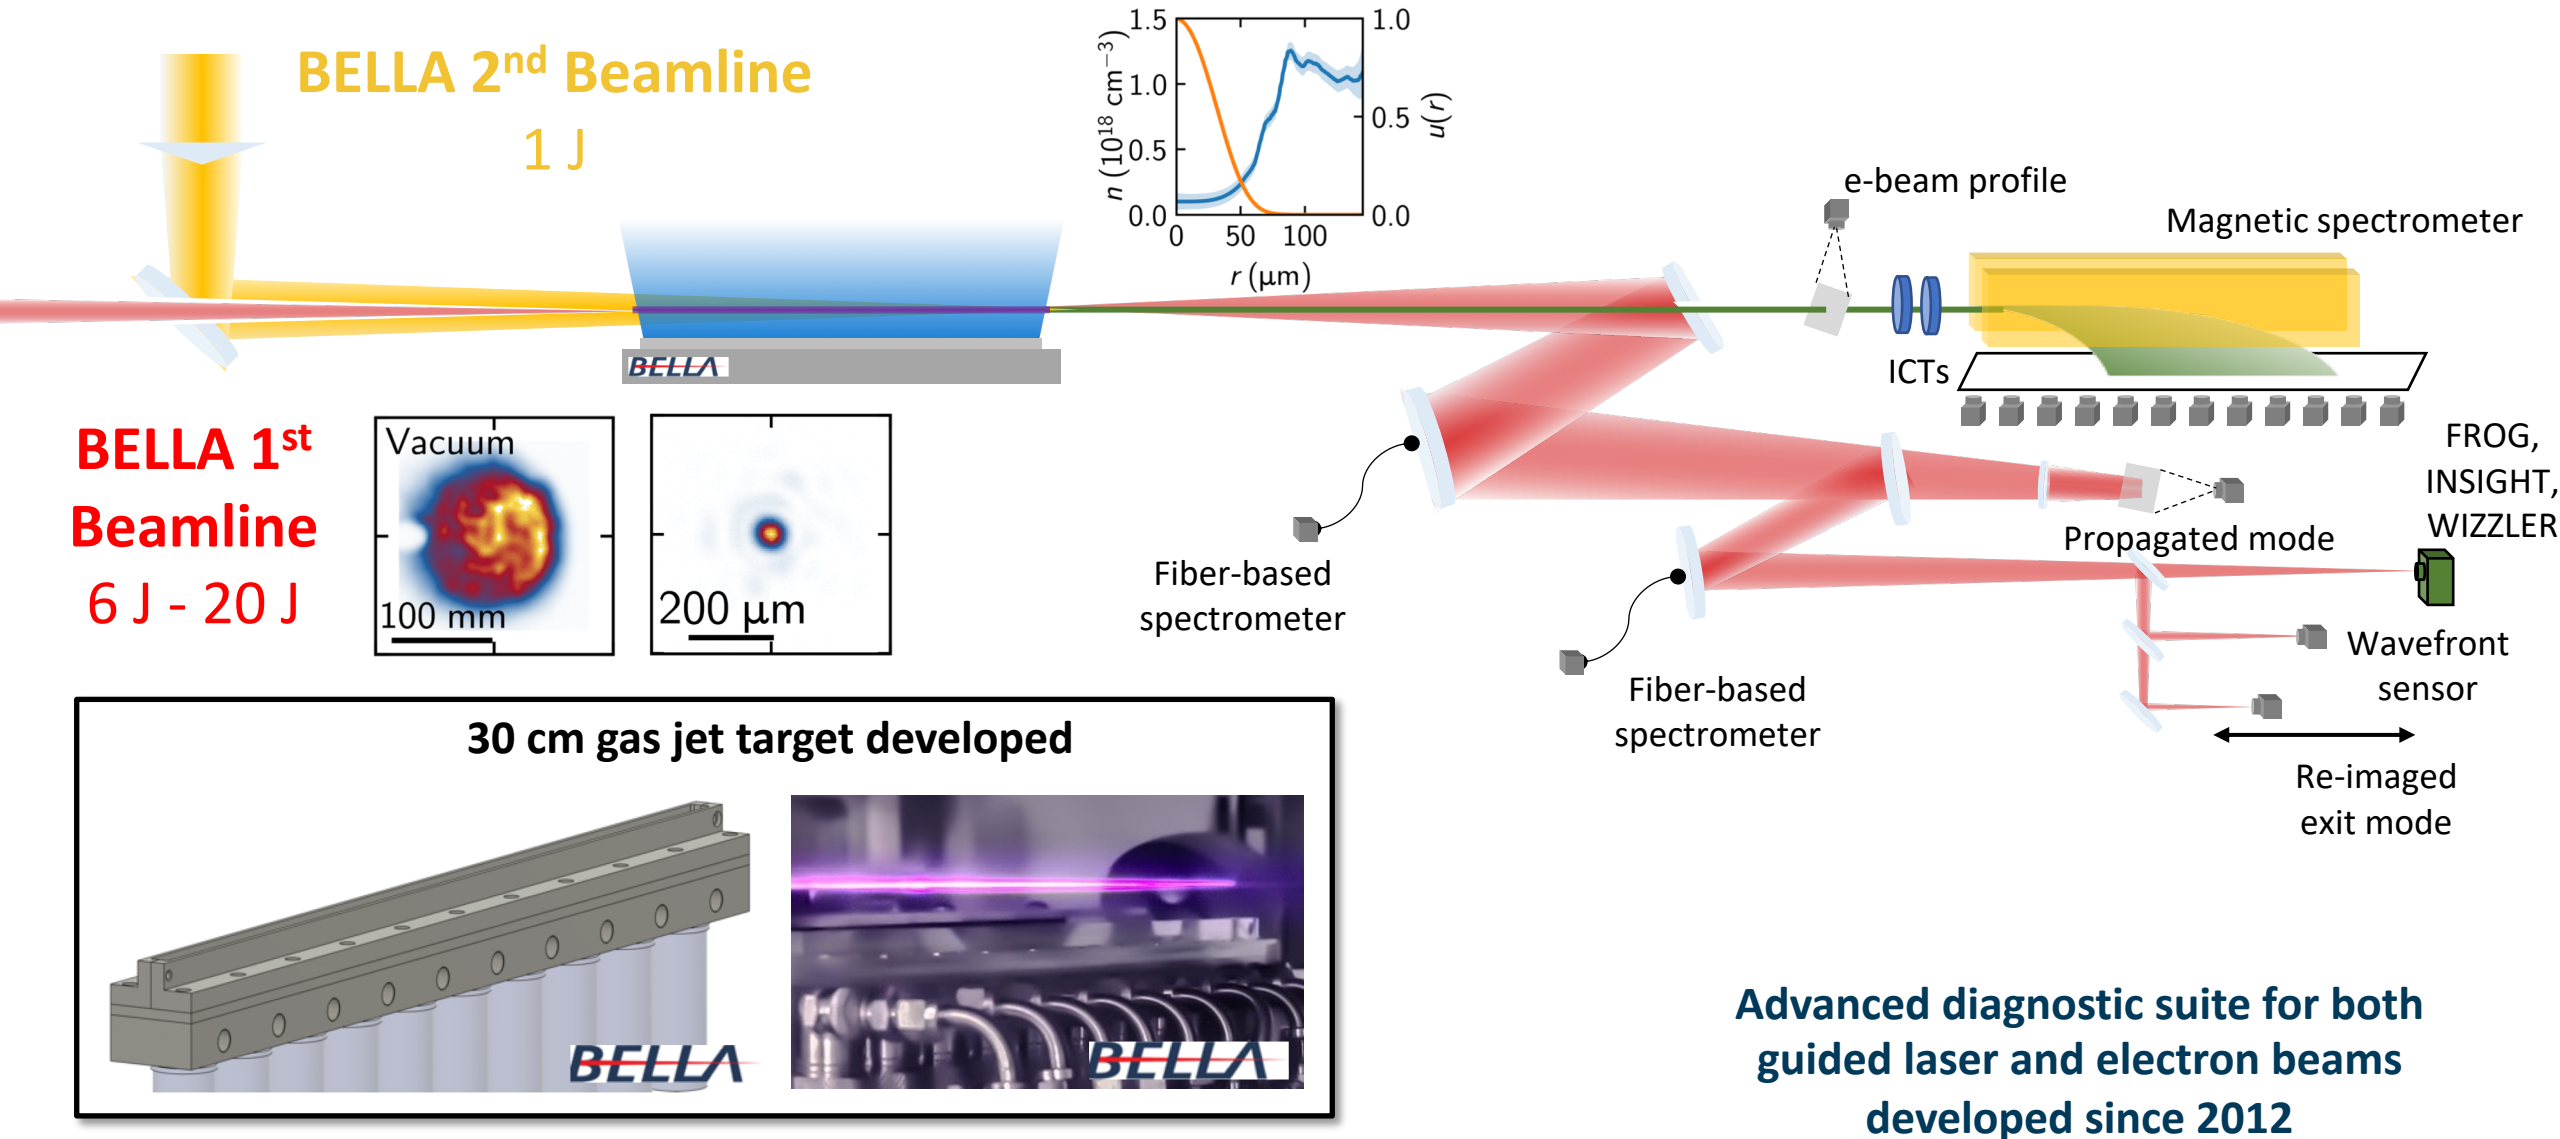 BELLA 2nd Beamline
1 J
1.5
1.0
0.5
0.0
n (10^18 cm^−3)
1.0
0.5
0.0
u(r)
0
50
100
r (μm)
e-beam profile
Magnetic spectrometer
ICTs
BELLA
BELLA 1st
Beamline
6 J - 20 J
Vacuum
100 mm
200 μm
Fiber-based
spectrometer
Fiber-based
spectrometer
Propagated mode
FROG,
INSIGHT,
WIZZLER
Wavefront
sensor
Re-imaged
exit mode
30 cm gas jet target developed
BELLA
BELLA
Advanced diagnostic suite for both
guided laser and electron beams
developed since 2012